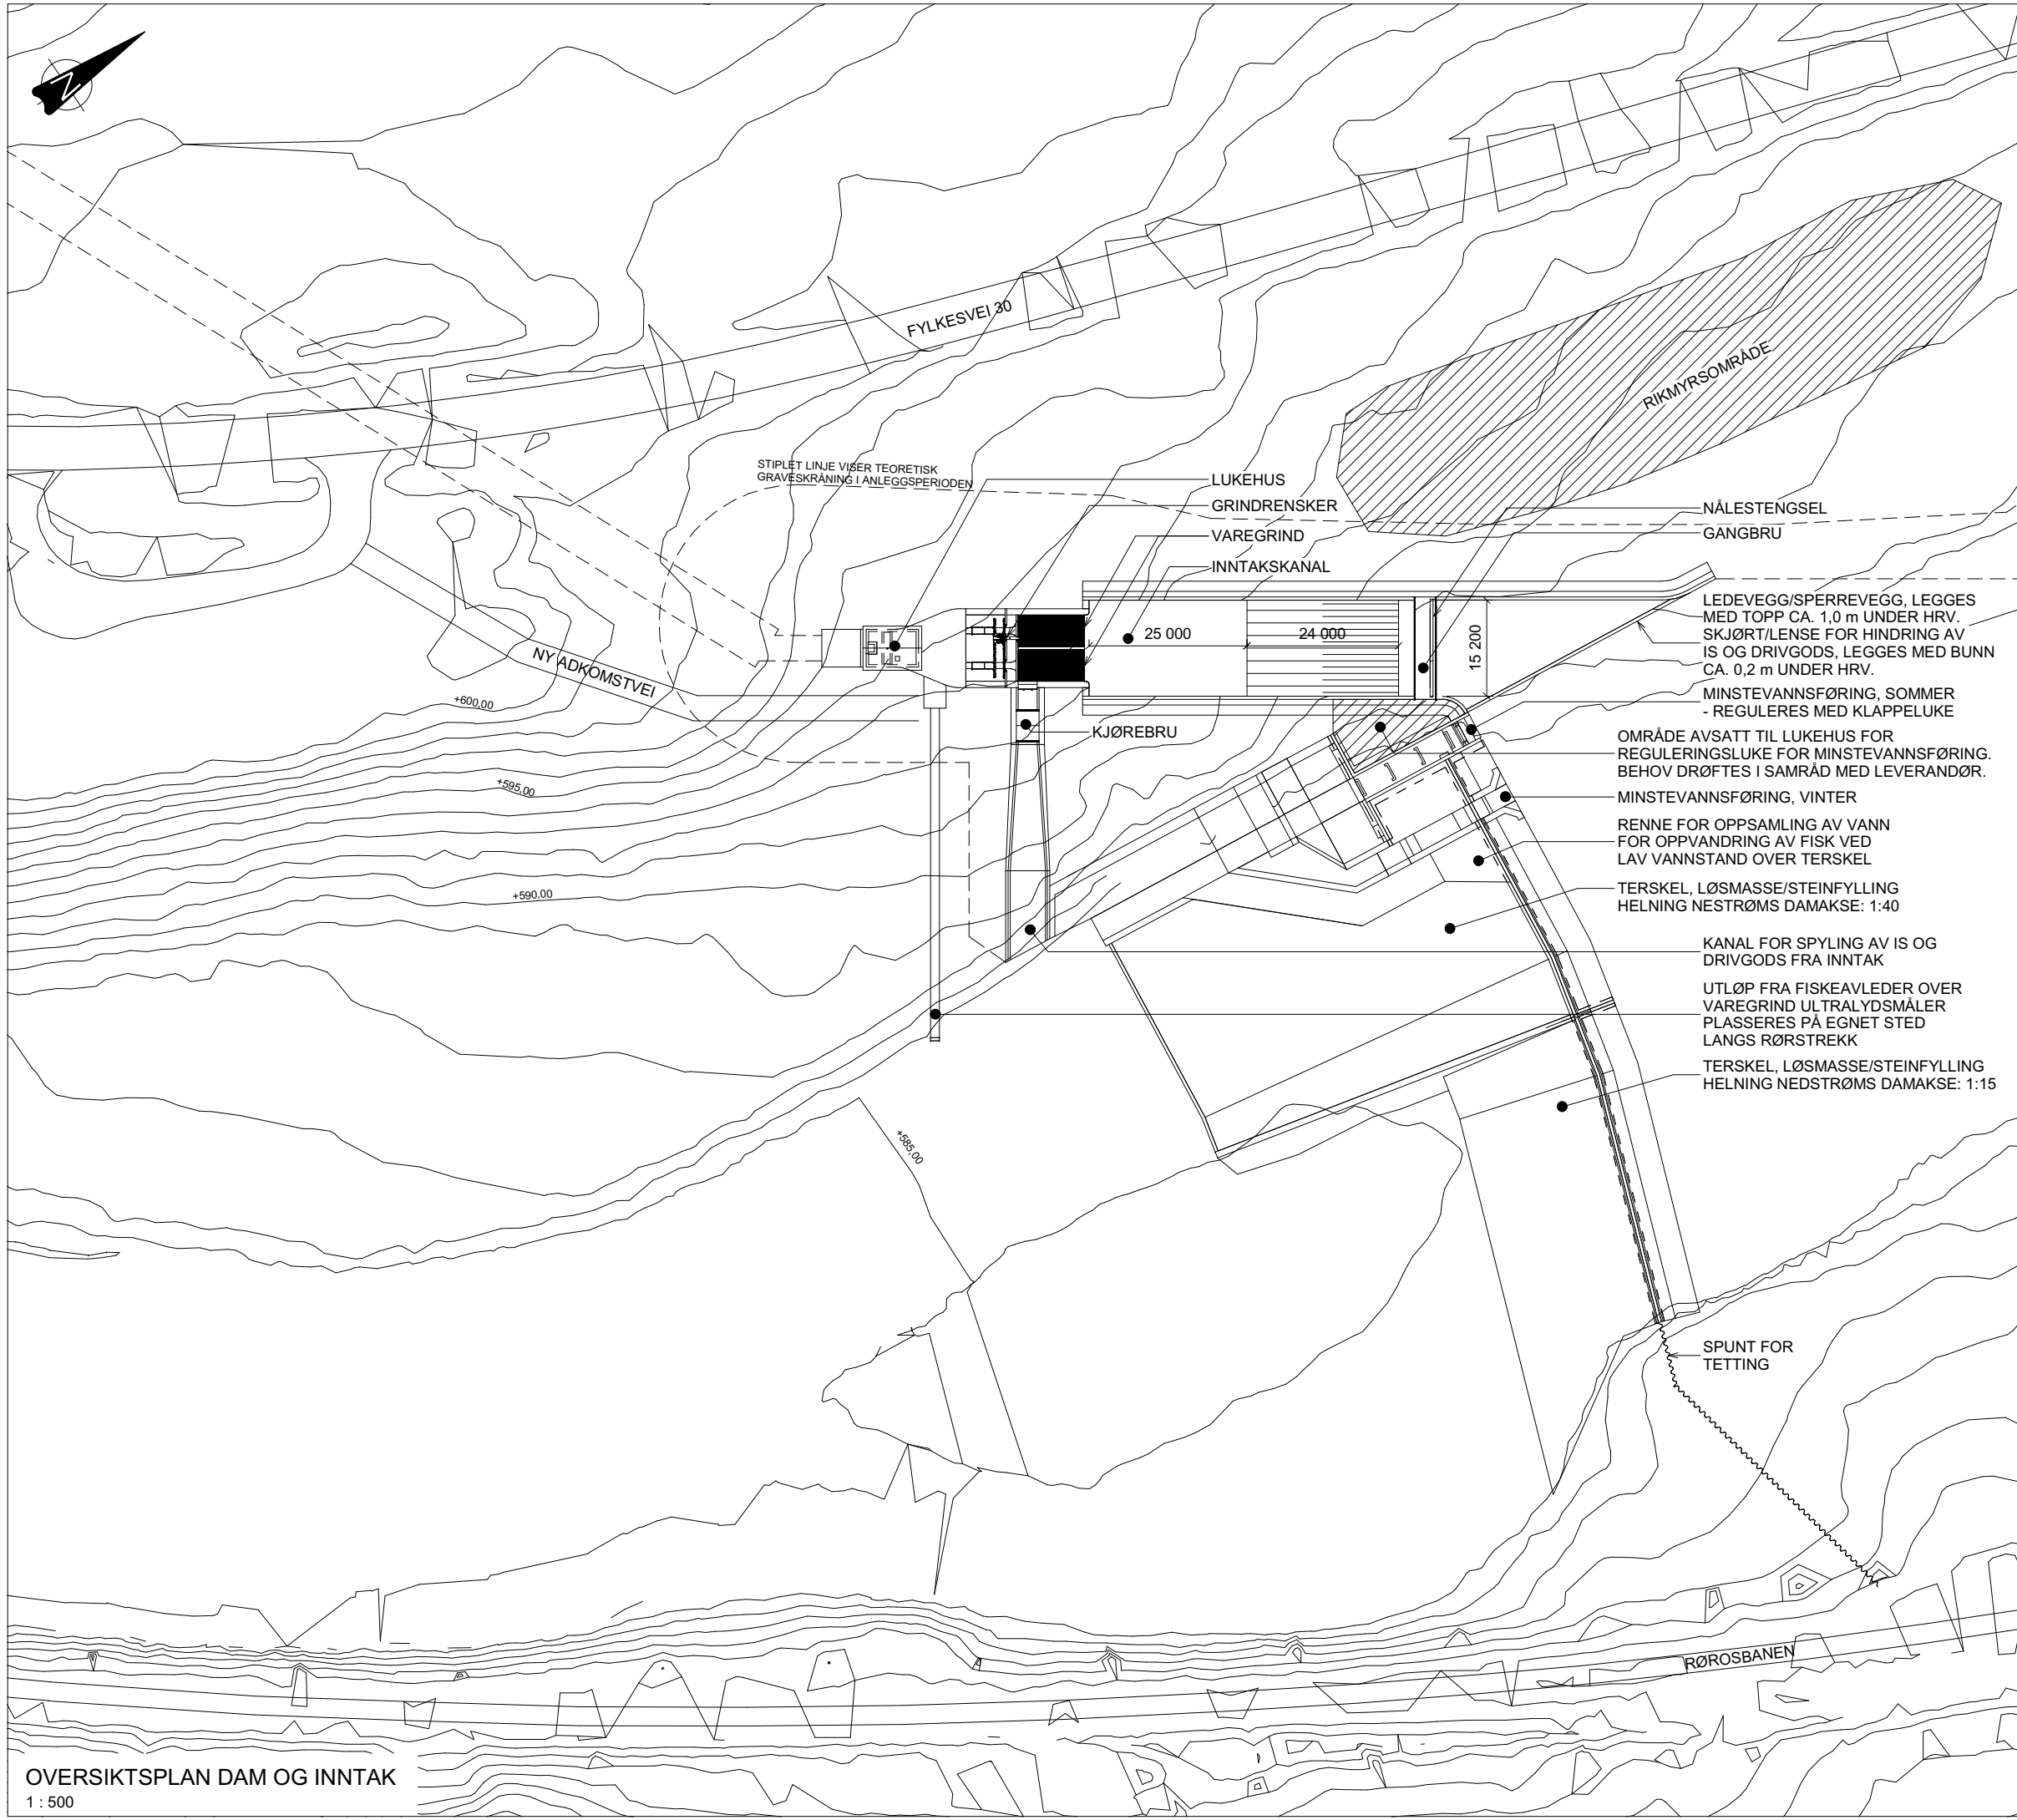 N
FYLKESVEI 30
RIKMYRSOMRÅDE
STIPLET LINJE VISER TEORETISK
GRAVESKRÅNING I ANLEGGSPERIODEN
LUKEHUS
GRINDRENSKER
VAREGRIND
INNTAKSKANAL
NÅLESTENGSEL
GANGBRU
LEDEVEGG/SPERREVEGG, LEGGES
MED TOPP CA. 1,0 m UNDER HRV.
SKJØRT/LENSE FOR HINDRING AV
IS OG DRIVGODS, LEGGES MED BUNN
CA. 0,2 m UNDER HRV.
25 000
24 000
15 200
NY ADKOMSTVEI
KJØREBRU
MINSTEVANNSFØRING, SOMMER
- REGULERES MED KLAPPELUKE
OMRÅDE AVSATT TIL LUKEHUS FOR
REGULERINGSLUKE FOR MINSTEVANNSFØRING.
BEHOV DRØFTES I SAMRÅD MED LEVERANDØR.
MINSTEVANNSFØRING, VINTER
RENNE FOR OPPSAMLING AV VANN
FOR OPPVANDRING AV FISK VED
LAV VANNSTAND OVER TERSKEL
TERSKEL, LØSMASSE/STEINFYLLING
HELNING NESTRØMS DAMAKSE: 1:40
KANAL FOR SPYLING AV IS OG
DRIVGODS FRA INNTAK
UTLØP FRA FISKEAVLEDER OVER
VAREGRIND ULTRALYDSMÅLER
PLASSERES PÅ EGNET STED
LANGS RØRSTREKK
TERSKEL, LØSMASSE/STEINFYLLING
HELNING NEDSTRØMS DAMAKSE: 1:15
+600,00
+595,00
+590,00
+585,00
SPUNT FOR
TETTING
RØROSBANEN
OVERSIKTSPLAN DAM OG INNTAK
1 : 500